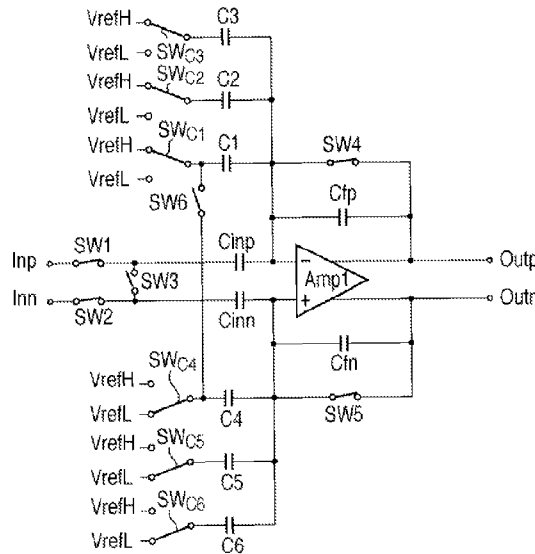 C3
VrefH
VrefL
SWC3
VrefH
SWC2
C2
VrefL
VrefH
SWC1
C1
SW4
VrefL
SW6
Cfp
SW1
Cinp
Inp
SW3
Amp1
Outp
Inn
SW2
Cinn
Outn
Cfn
VrefH
SWC4
VrefL
C4
SW5
VrefH
SWC5
VrefL
C5
VrefH
SWC6
VrefL
C6